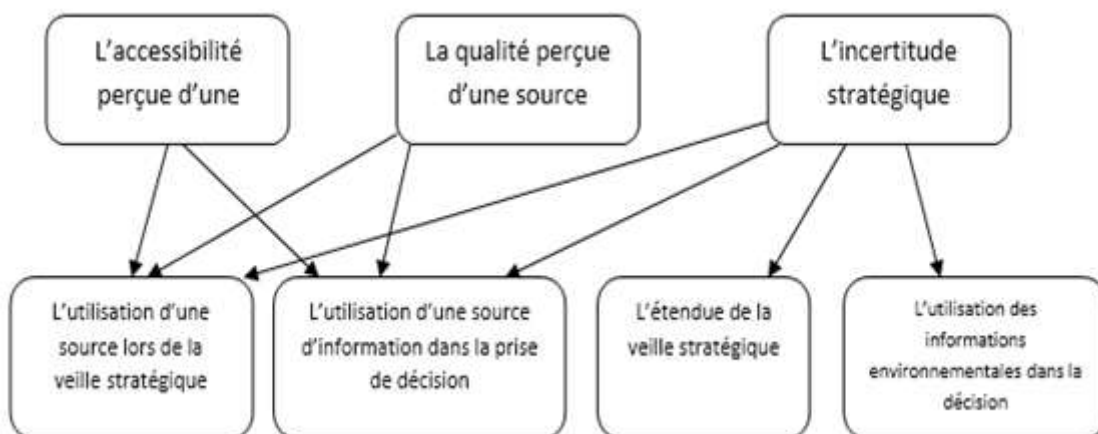 L'accessibilité
perçue d'une
La qualité perçue
d'une source
L'incertitude
stratégique
L'utilisation d'une
source lors de la
veille stratégique
L'utilisation d'une source
d'information dans la prise
de décision
L'étendue de la
veille stratégique
L'utilisation des
informations
environnementales dans la
décision